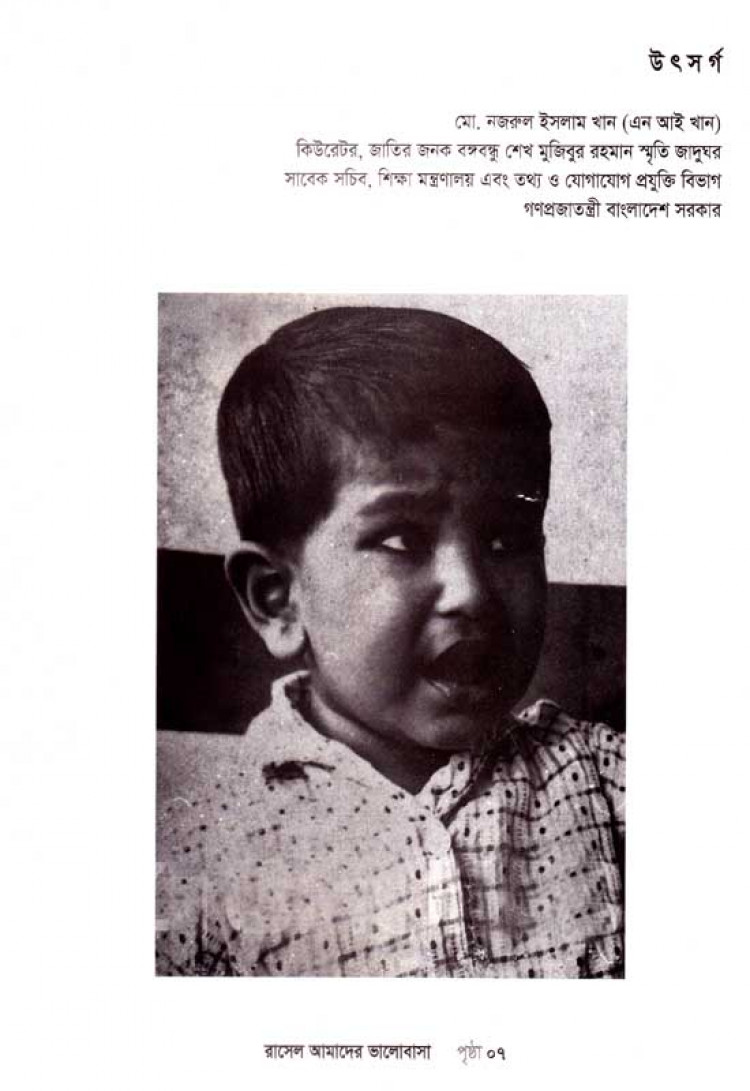 উৎসর্গ
মো. নজরুল ইসলাম খান (এন আই খান)
কিউরেটর, জাতির জনক বঙ্গবন্ধু শেখ মুজিবুর রহমান স্মৃতি জাদুঘর
সাবেক সচিব, শিক্ষা মন্ত্রণালয় এবং তথ্য ও যোগাযোগ প্রযুক্তি বিভাগ
গণপ্রজাতন্ত্রী বাংলাদেশ সরকার
রাসেল আমাদের ভালোবাসা পৃষ্ঠা ০৭